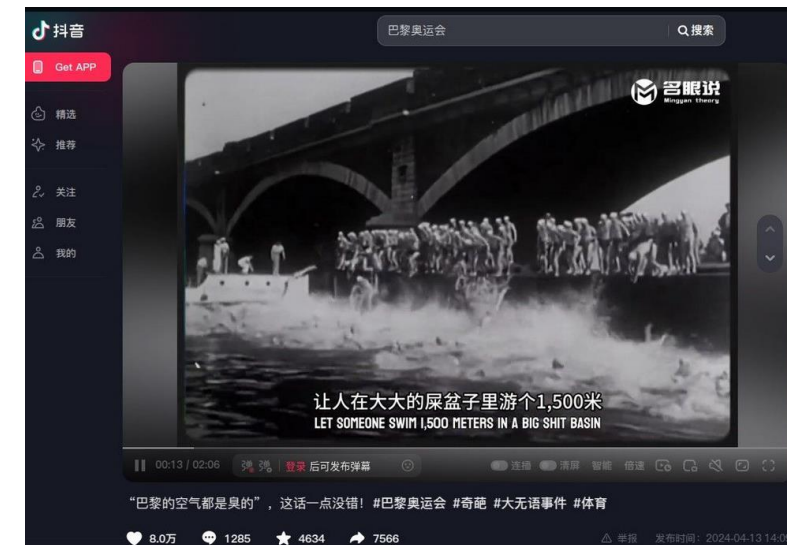 抖音
巴黎奥运会
搜索
Get APP
精选
推荐
关注
朋友
我的
名眼说
Mingyan theory
让人在大大的屎盆子里游个1,500米
LET SOMEONE SWIM 1,500 METERS IN A BIG SHIT BASIN
00:13 / 02:06
弹 弹
登录 后可发布弹幕
连播
清屏
智能
倍速
“巴黎的空气都是臭的”，这话一点没错！ #巴黎奥运会 #奇葩 #大无语事件 #体育
8.0万
1285
4634
7566
举报
发布时间：2024-04-13 14:0